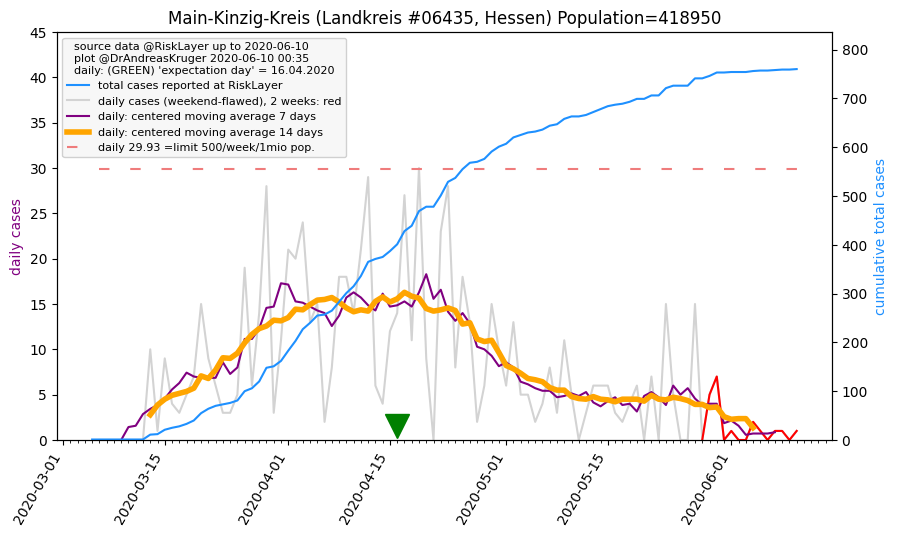 Main-Kinzig-Kreis (Landkreis #06435, Hessen) Population=418950
source data @RiskLayer up to 2020-06-10
plot @DrAndreasKruger 2020-06-10 00:35
daily: (GREEN) 'expectation day' = 16.04.2020
total cases reported at RiskLayer
daily cases (weekend-flawed), 2 weeks: red
daily: centered moving average 7 days
daily: centered moving average 14 days
daily 29.93 =limit 500/week/1mio pop.
daily cases
45
40
35
30
25
20
15
10
5
0
cumulative total cases
800
700
600
500
400
300
200
100
0
2020-03-01
2020-03-15
2020-04-01
2020-04-15
2020-05-01
2020-05-15
2020-06-01